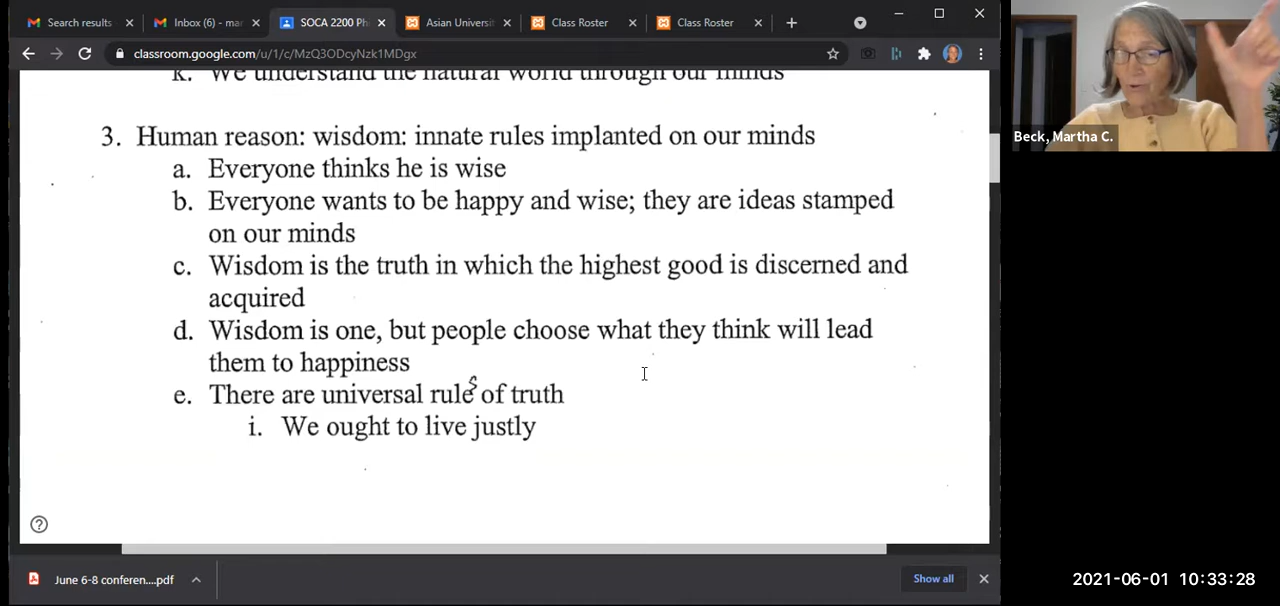 Search results
Inbox (6) - mar
SOCA 2200 Ph
Asian Universit
Class Roster
Class Roster
classroom.google.com/u/1/c/MzQ3ODcyNzk1MDgx
k. We understand the natural world through our minds
3. Human reason: wisdom: innate rules implanted on our minds
a. Everyone thinks he is wise
b. Everyone wants to be happy and wise; they are ideas stamped
on our minds
c. Wisdom is the truth in which the highest good is discerned and
acquired
d. Wisdom is one, but people choose what they think will lead
them to happiness
e. There are universal rules of truth
i. We ought to live justly
June 6-8 conferen....pdf
Show all
Beck, Martha C.
2021-06-01 10:33:28